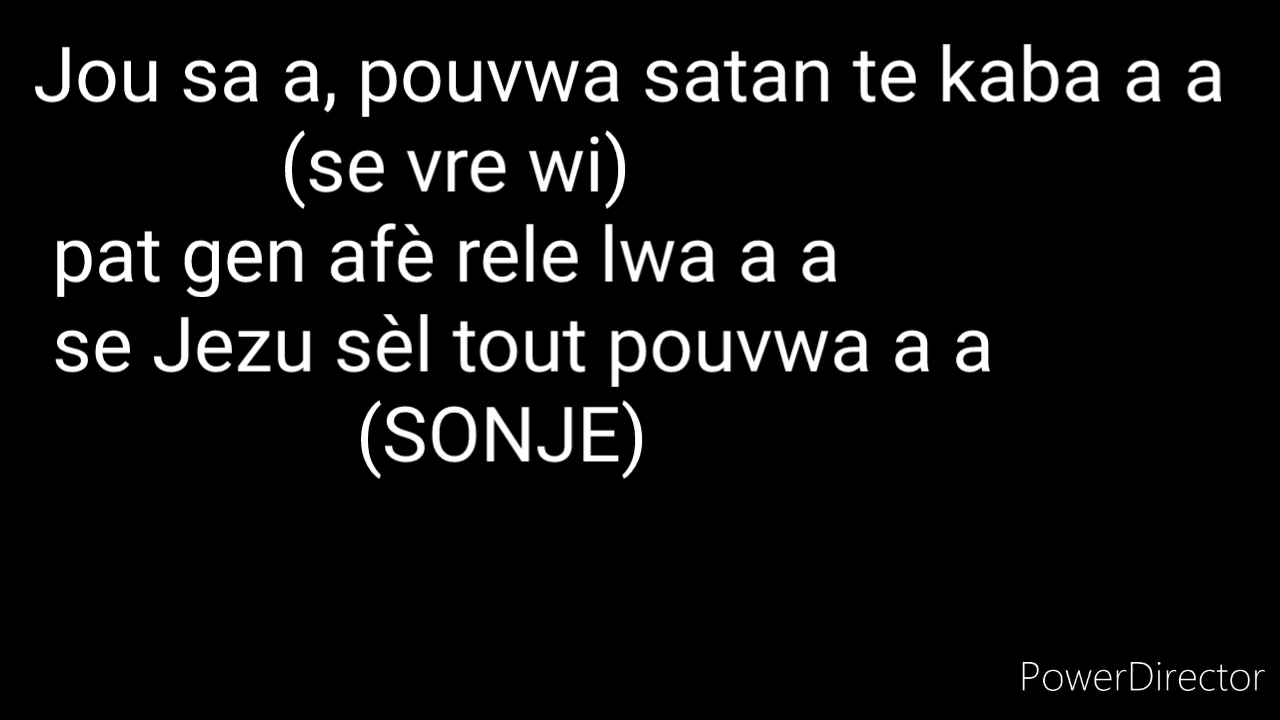 Jou sa a, pouvwa satan te kaba a a
(se vre wi)
pat gen afè rele lwa a a
se Jezu sèl tout pouvwa a a
(SONJE)
PowerDirector